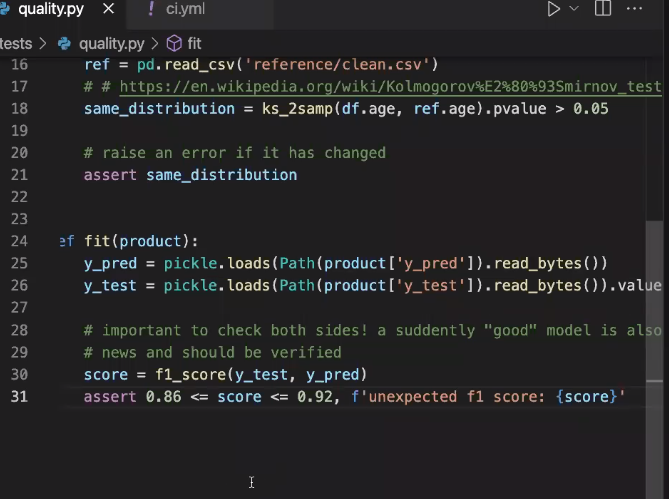 quality.py
ci.yml
tests > quality.py > fit
16 ref = pd.read_csv('reference/clean.csv')
17 # # https://en.wikipedia.org/wiki/Kolmogorov%E2%80%93Smirnov_test
18 same_distribution = ks_2samp(df.age, ref.age).pvalue > 0.05
19
20 # raise an error if it has changed
21 assert same_distribution
22
23
24 ef fit(product):
25 y_pred = pickle.loads(Path(product['y_pred']).read_bytes())
26 y_test = pickle.loads(Path(product['y_test']).read_bytes()).value
27
28 # important to check both sides! a suddently "good" model is also
29 # news and should be verified
30 score = f1_score(y_test, y_pred)
31 assert 0.86 <= score <= 0.92, f'unexpected f1 score: {score}'